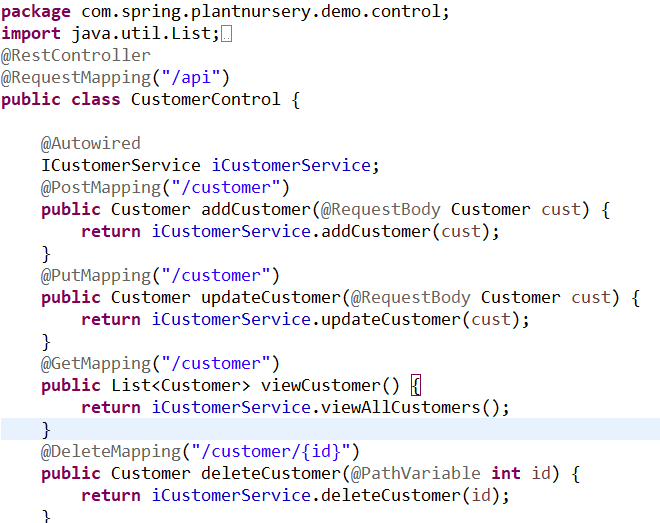 package com.spring.plantnursery.demo.control;
import java.util.List;
@RestController
@RequestMapping("/api")
public class CustomerControl {
@Autowired
ICustomerService iCustomerService;
@PostMapping("/customer")
public Customer addCustomer(@RequestBody Customer cust) {
return iCustomerService.addCustomer(cust);
}
@PutMapping("/customer")
public Customer updateCustomer(@RequestBody Customer cust) {
return iCustomerService.updateCustomer(cust);
}
@GetMapping("/customer")
public List<Customer> viewCustomer() {
return iCustomerService.viewAllCustomers();
}
@DeleteMapping("/customer/{id}")
public Customer deleteCustomer(@PathVariable int id) {
return iCustomerService.deleteCustomer(id);
}